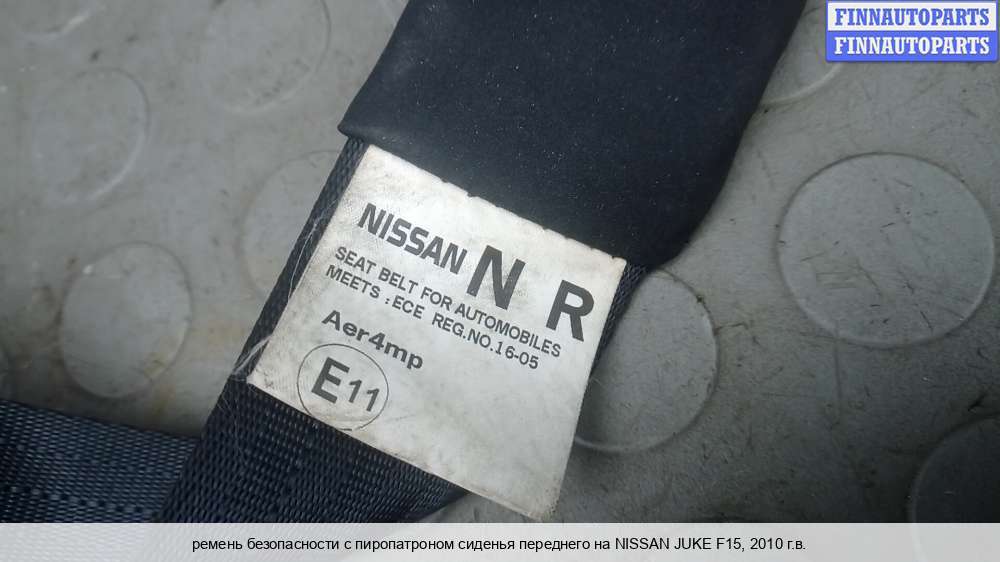 FINNAUTOPARTS
FINNAUTOPARTS
NISSAN N R
SEAT BELT FOR AUTOMOBILES
MEETS : ECE REG.NO.16-05
Aer4mp
E11
ремень безопасности с пиропатроном сиденья переднего на NISSAN JUKE F15, 2010 г.в.